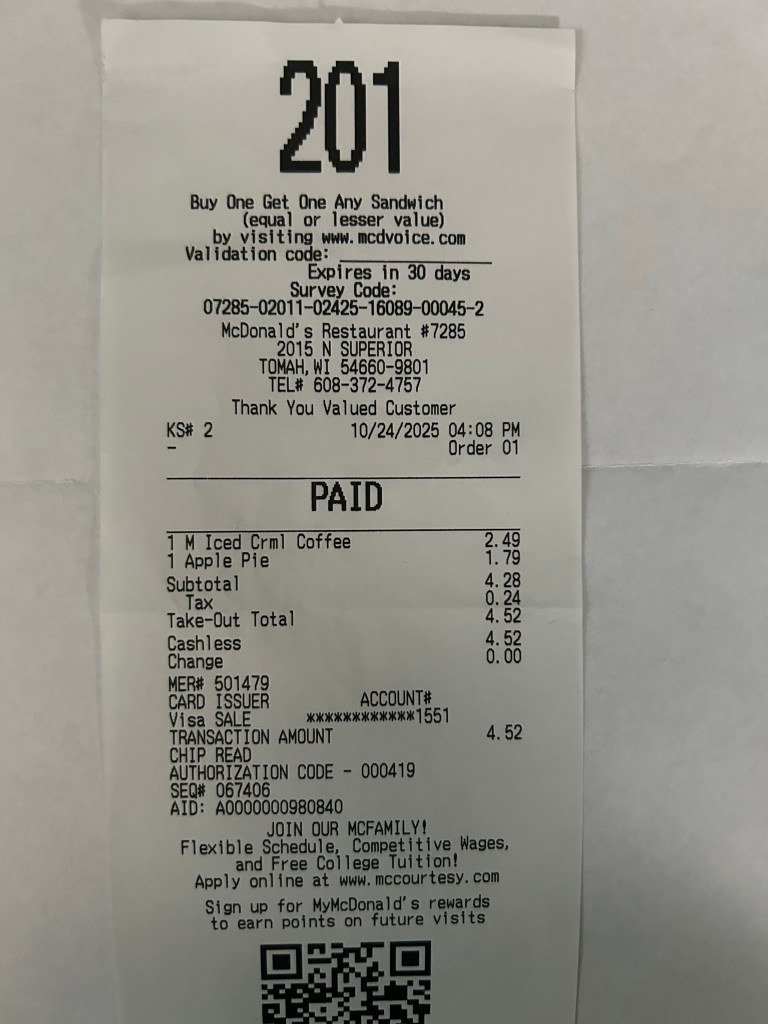 201
Buy One Get One Any Sandwich
(equal or lesser value)
by visiting www.mcdvoice.com
Validation code: ______________
Expires in 30 days
Survey Code:
07285-02011-02425-16089-00045-2
McDonald's Restaurant #7285
2015 N SUPERIOR
TOMAH,WI 54660-9801
TEL# 608-372-4757
Thank You Valued Customer
KS# 2 10/24/2025 04:08 PM
- Order 01
PAID
1 M Iced Crml Coffee 2.49
1 Apple Pie 1.79
Subtotal 4.28
Tax 0.24
Take-Out Total 4.52
Cashless 4.52
Change 0.00
MER# 501479
CARD ISSUER ACCOUNT#
Visa SALE ************1551
TRANSACTION AMOUNT 4.52
CHIP READ
AUTHORIZATION CODE - 000419
SEQ# 067406
AID: A0000000980840
JOIN OUR MCFAMILY!
Flexible Schedule, Competitive Wages,
and Free College Tuition!
Apply online at www.mccourtesy.com
Sign up for MyMcDonald's rewards
to earn points on future visits